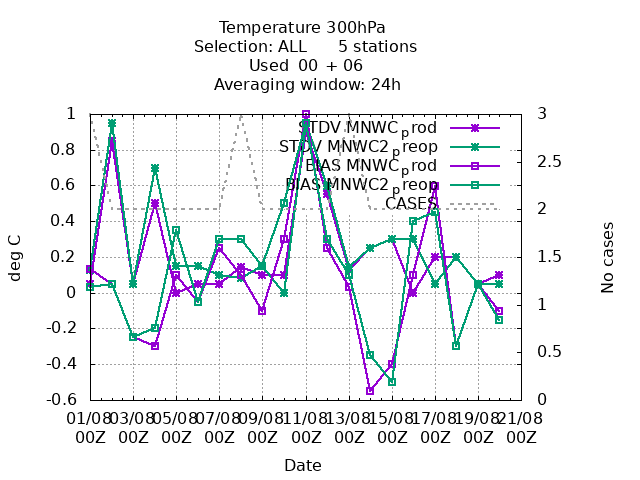 Temperature 300hPa
Selection: ALL 5 stations
Used 00 + 06
Averaging window: 24h
STDV MNWC_prod
STDV MNWC2_preop
BIAS MNWC_prod
BIAS MNWC2_preop
CASES
1
0.8
0.6
0.4
0.2
0
-0.2
-0.4
-0.6
3
2.5
2
1.5
1
0.5
0
deg C
No cases
01/08 03/08 05/08 07/08 09/08 11/08 13/08 15/08 17/08 19/08 21/08
00Z 00Z 00Z 00Z 00Z 00Z 00Z 00Z 00Z 00Z 00Z
Date